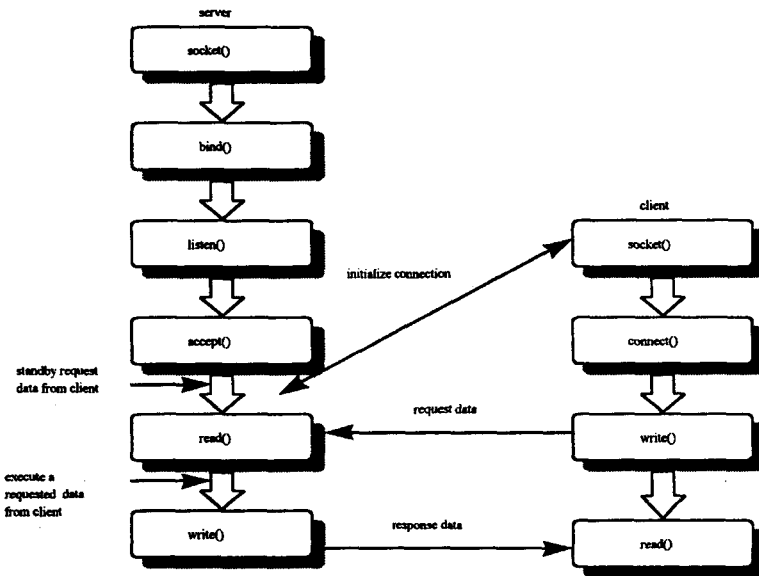 server
socket()
bind()
listen()
client
socket()
initialize connection
accept()
connect()
standby request
data from client
request data
read()
write()
execute a
requested data
from client
response data
write()
read()